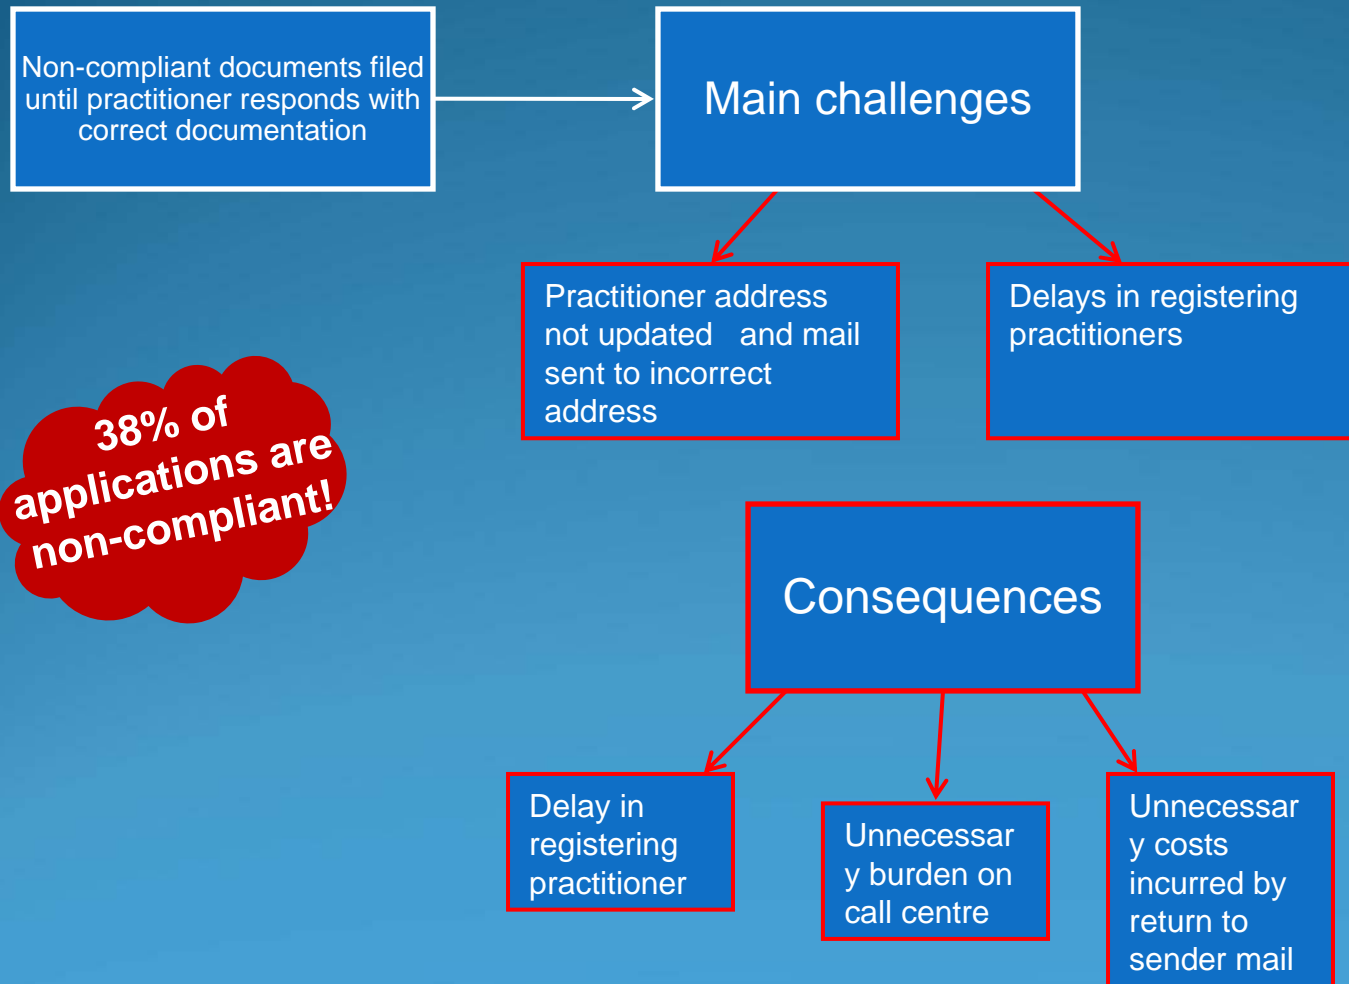 Non-compliant documents filed
until practitioner responds with
correct documentation
Main challenges
Practitioner address
not updated   and mail
sent to incorrect
address
Delays in registering
practitioners
38% of
applications are
non-compliant!
Consequences
Delay in
registering
practitioner
Unnecessar
y burden on
call centre
Unnecessar
y costs
incurred by
return to
sender mail